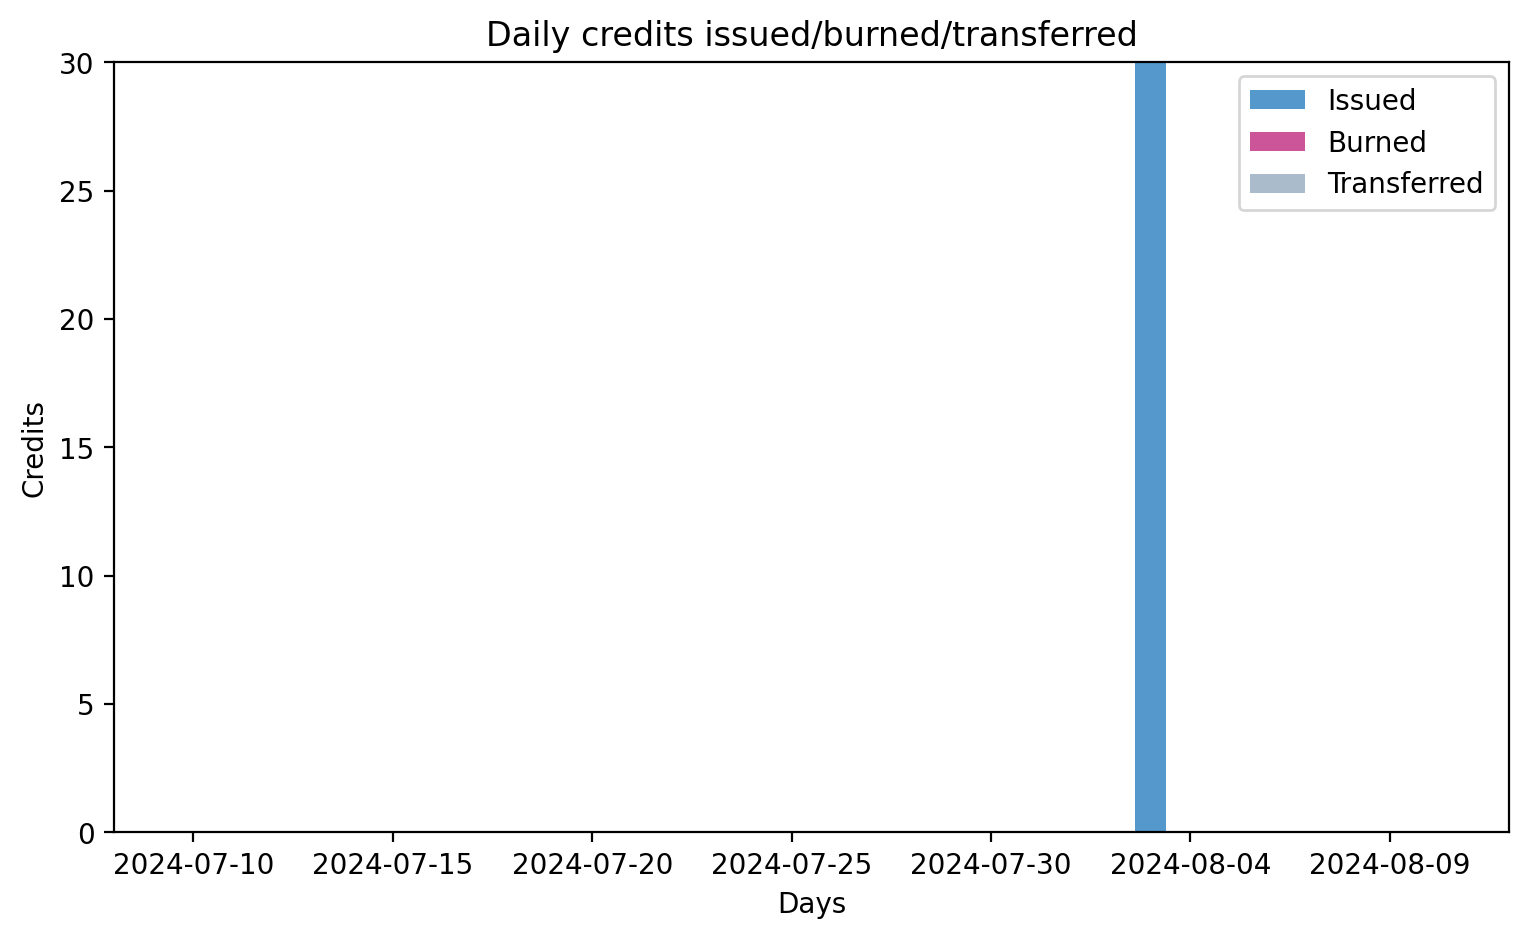 Daily credits issued/burned/transferred
30
25
20
15
10
5
0
Credits
Issued
Burned
Transferred
2024-07-10 2024-07-15 2024-07-20 2024-07-25 2024-07-30 2024-08-04 2024-08-09
Days